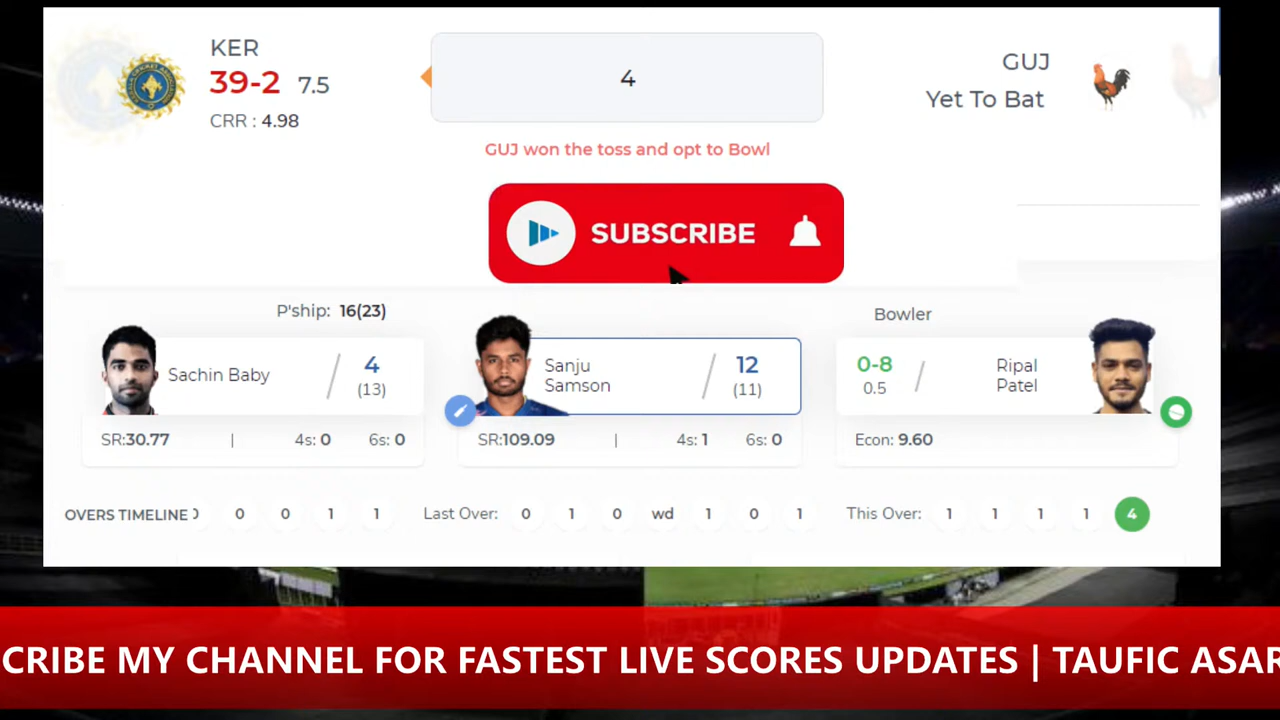 KER
39-2 7.5
CRR : 4.98
4
GUJ
Yet To Bat
GUJ won the toss and opt to Bowl
SUBSCRIBE
P'ship: 16(23)
Sachin Baby / 4
(13)
SR:30.77 | 4s: 0 6s: 0
Sanju
Samson / 12
(11)
SR:109.09 | 4s: 1 6s: 0
Bowler
0-8
0.5 /
Ripal
Patel
Econ: 9.60
OVERS TIMELINE 0 0 1 1 Last Over: 0 1 0 wd 1 0 1 This Over: 1 1 1 1 4
CRIBE MY CHANNEL FOR FASTEST LIVE SCORES UPDATES | TAUFIC ASAR